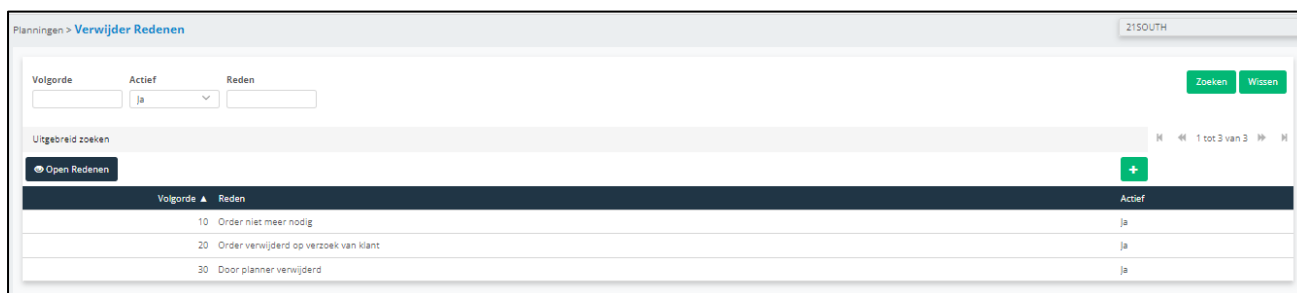 Planningen > Verwijder Redenen
21SOUTH
Volgorde Actief Reden
Ja
Zoeken Wissen
Uitgebreid zoeken
1 tot 3 van 3
Open Redenen
+
Volgorde ▲ Reden Actief
10 Order niet meer nodig Ja
20 Order verwijderd op verzoek van klant Ja
30 Door planner verwijderd Ja